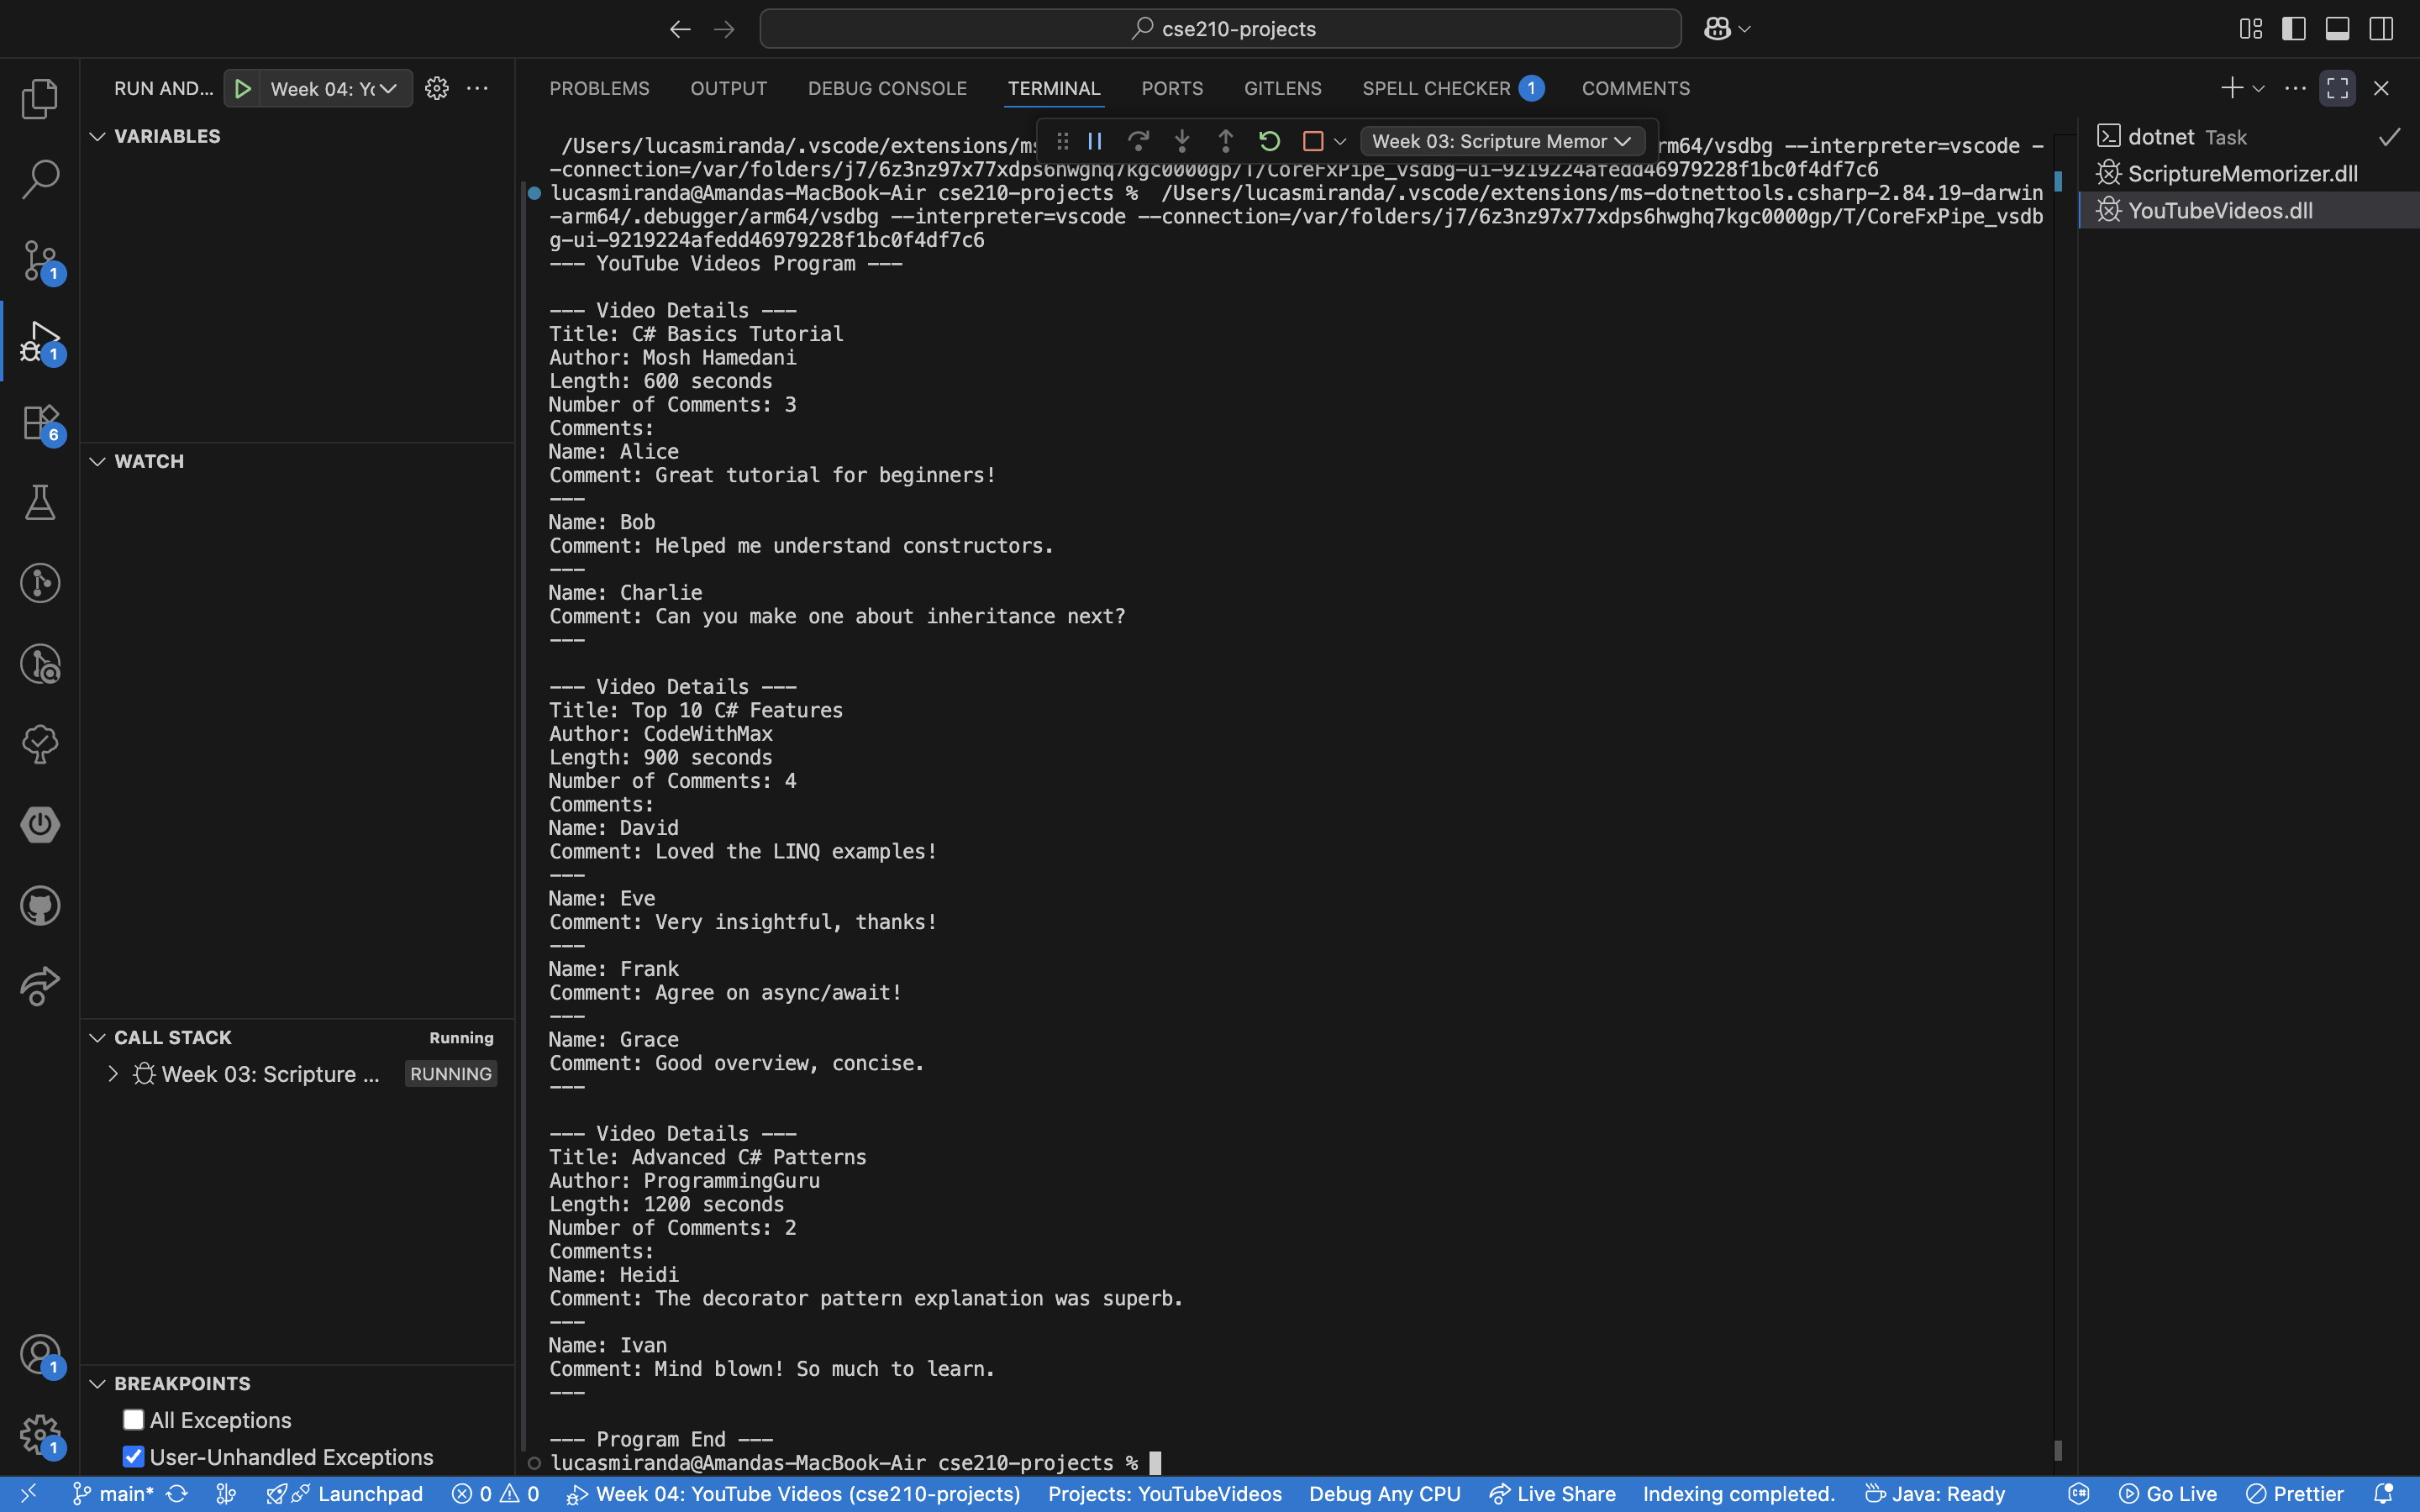 cse210-projects
RUN AND...
Week 04: Yo
PROBLEMS
OUTPUT
DEBUG CONSOLE
TERMINAL
PORTS
GITLENS
SPELL CHECKER
1
COMMENTS
VARIABLES
WATCH
CALL STACK
Running
Week 03: Scripture ...
RUNNING
BREAKPOINTS
All Exceptions
User-Unhandled Exceptions
1
1
6
1
1
Week 03: Scripture Memor
/Users/lucasmiranda/.vscode/extensions/ms rm64/vsdbg --interpreter=vscode -
-connection=/var/folders/j7/6z3nz97x77xdps6hwghq7kgc0000gp/T/CoreFxPipe_vsdbg-ui-9219224afedd46979228f1bc0f4df7c6
lucasmiranda@Amandas-MacBook-Air cse210-projects %  /Users/lucasmiranda/.vscode/extensions/ms-dotnettools.csharp-2.84.19-darwin
-arm64/.debugger/arm64/vsdbg --interpreter=vscode --connection=/var/folders/j7/6z3nz97x77xdps6hwghq7kgc0000gp/T/CoreFxPipe_vsdb
g-ui-9219224afedd46979228f1bc0f4df7c6
--- YouTube Videos Program ---
--- Video Details ---
Title: C# Basics Tutorial
Author: Mosh Hamedani
Length: 600 seconds
Number of Comments: 3
Comments:
Name: Alice
Comment: Great tutorial for beginners!
---
Name: Bob
Comment: Helped me understand constructors.
---
Name: Charlie
Comment: Can you make one about inheritance next?
---
--- Video Details ---
Title: Top 10 C# Features
Author: CodeWithMax
Length: 900 seconds
Number of Comments: 4
Comments:
Name: David
Comment: Loved the LINQ examples!
---
Name: Eve
Comment: Very insightful, thanks!
---
Name: Frank
Comment: Agree on async/await!
---
Name: Grace
Comment: Good overview, concise.
---
--- Video Details ---
Title: Advanced C# Patterns
Author: ProgrammingGuru
Length: 1200 seconds
Number of Comments: 2
Comments:
Name: Heidi
Comment: The decorator pattern explanation was superb.
---
Name: Ivan
Comment: Mind blown! So much to learn.
---
--- Program End ---
lucasmiranda@Amandas-MacBook-Air cse210-projects %
dotnet Task
ScriptureMemorizer.dll
YouTubeVideos.dll
main*
Launchpad
0
0
Week 04: YouTube Videos (cse210-projects)
Projects: YouTubeVideos
Debug Any CPU
Live Share
Indexing completed.
Java: Ready
Go Live
Prettier